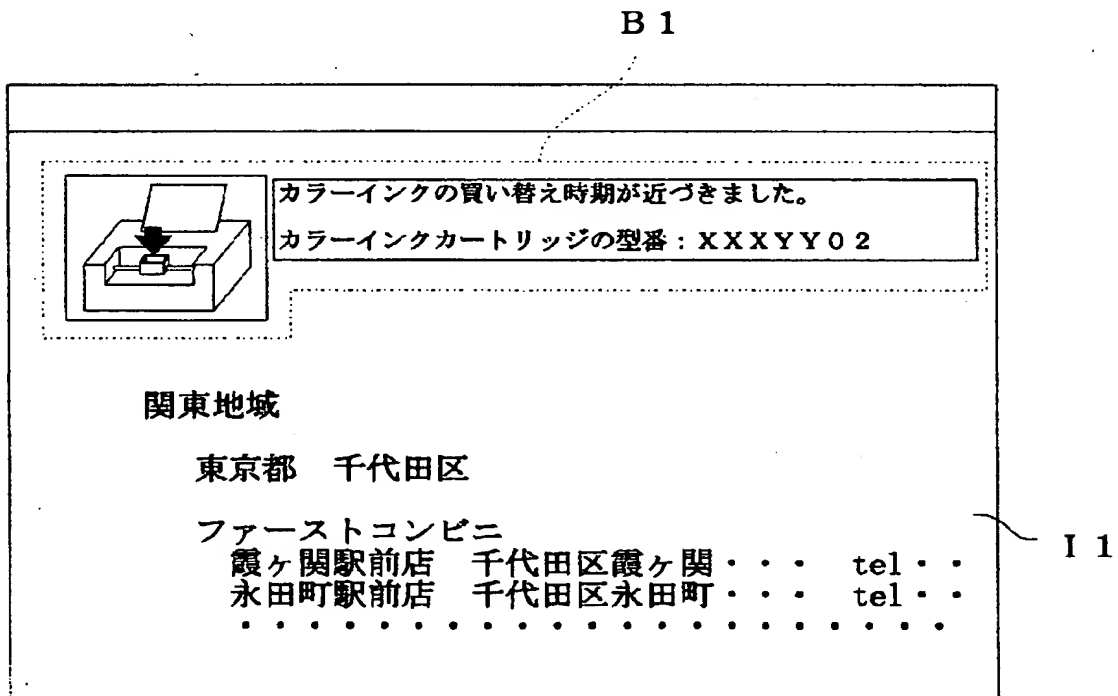 B1
カラーインクの買い替え時期が近づきました。
カラーインクカートリッジの型番：XXXYY02
関東地域
東京都　千代田区
ファーストコンビニ
霞ヶ関駅前店　千代田区霞ヶ関・・・　tel・・
永田町駅前店　千代田区永田町・・・　tel・・
・・・・・・・・・・・・・・・・・・・・・
I1